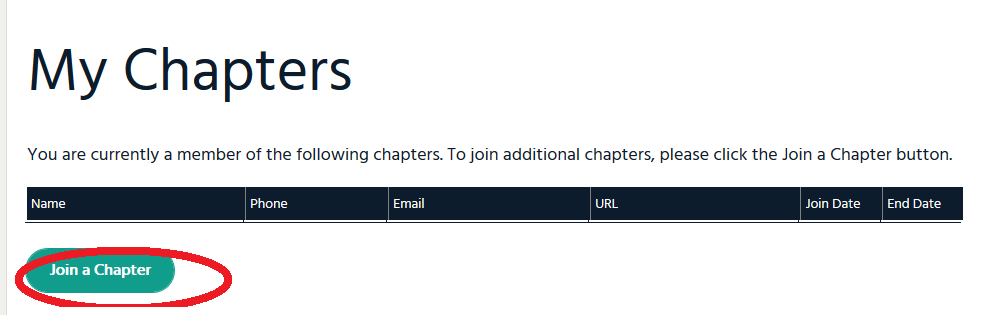 My Chapters
You are currently a member of the following chapters. To join additional chapters, please click the Join a Chapter button.
Name Phone Email URL Join Date End Date
Join a Chapter